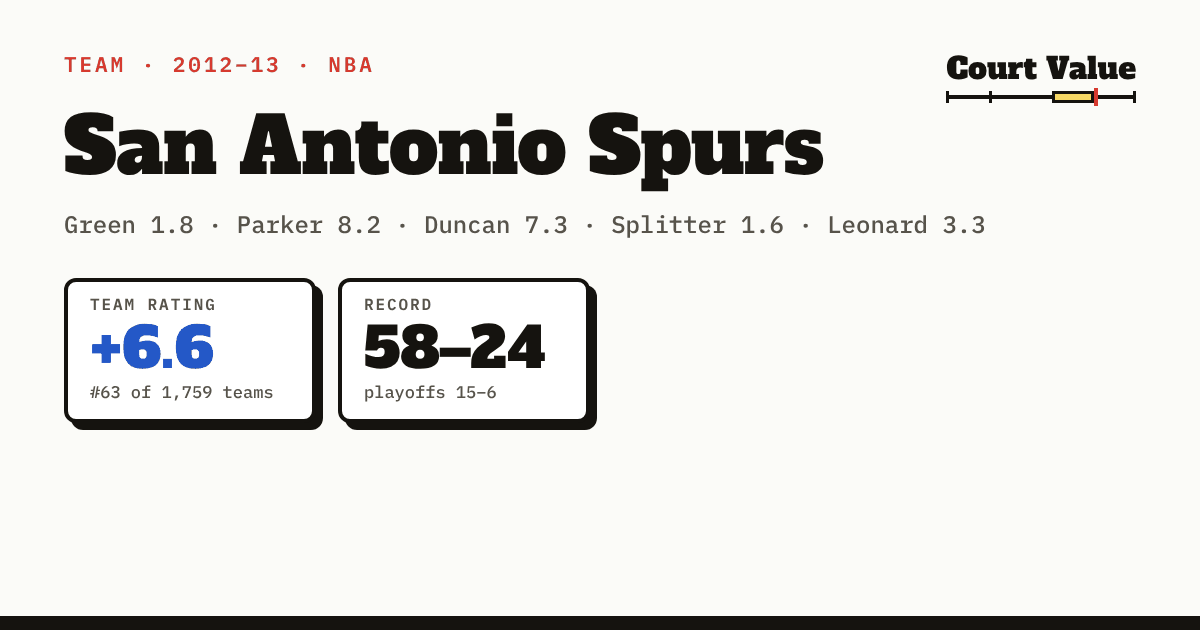 TEAM · 2012–13 · NBA
Court Value
San Antonio Spurs
Green 1.8 · Parker 8.2 · Duncan 7.3 · Splitter 1.6 · Leonard 3.3
TEAM RATING
+6.6
#63 of 1,759 teams
RECORD
58–24
playoffs 15–6